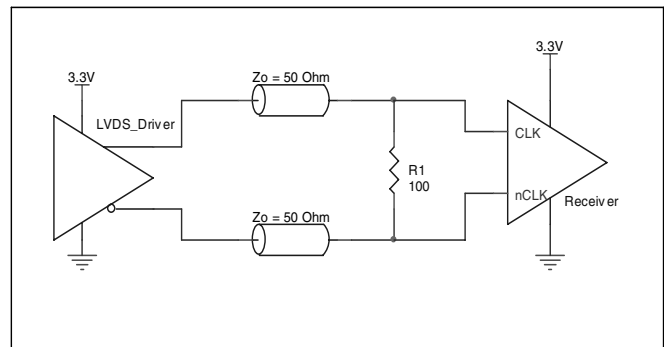 3.3V
LVDS_Driver
Zo = 50 Ohm
Zo = 50 Ohm
R1
100
3.3V
CLK
nCLK
Receiver